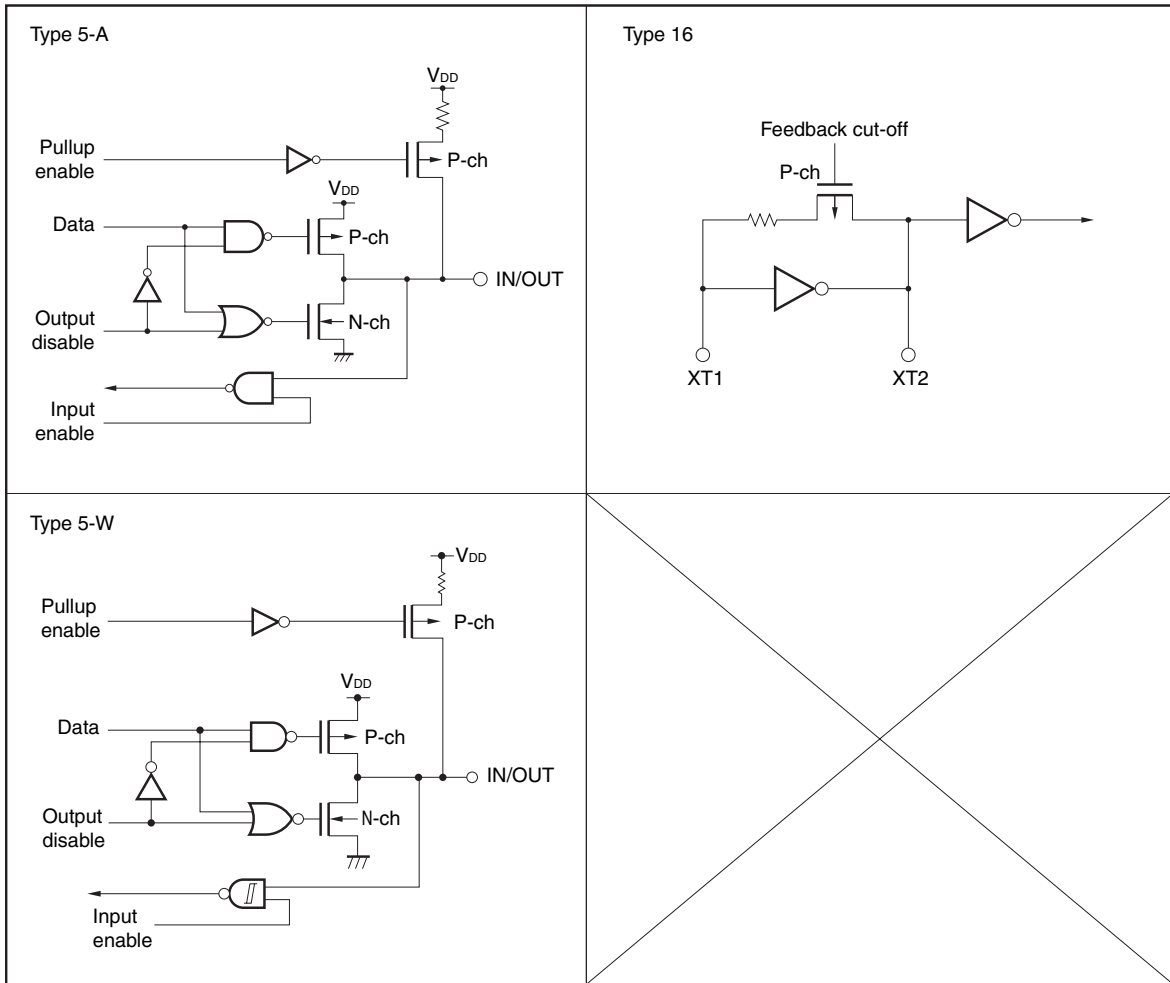 Type 5-A
VDD
Pullup
enable
P-ch
VDD
Data
P-ch
IN/OUT
Output
disable
N-ch
Input
enable
Type 16
Feedback cut-off
P-ch
XT1
XT2
Type 5-W
VDD
Pullup
enable
P-ch
VDD
Data
P-ch
IN/OUT
Output
disable
N-ch
Input
enable